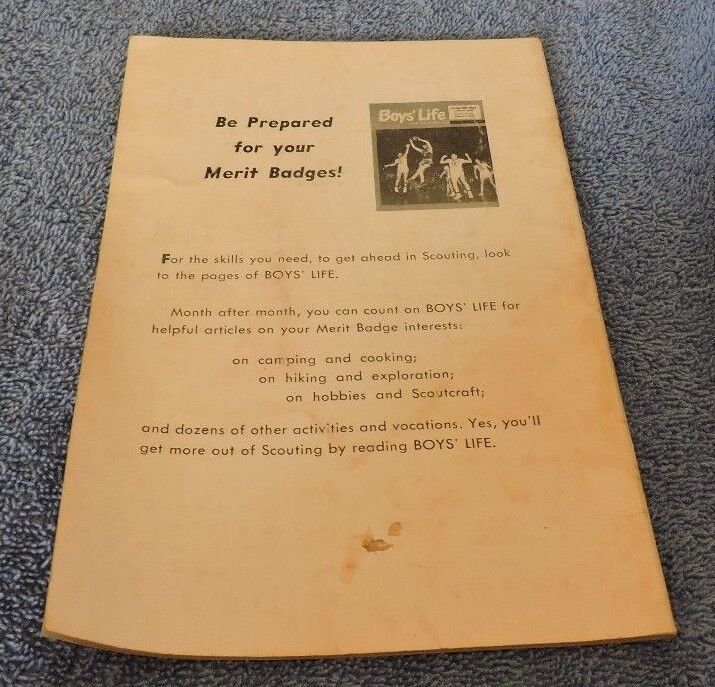 Be Prepared
for your
Merit Badges!
Boys' Life
For the skills you need, to get ahead in Scouting, look
to the pages of BOYS' LIFE.
Month after month, you can count on BOYS' LIFE for
helpful articles on your Merit Badge interests:
on camping and cooking;
on hiking and exploration;
on hobbies and Scoutcraft;
and dozens of other activities and vocations. Yes, you'll
get more out of Scouting by reading BOYS' LIFE.